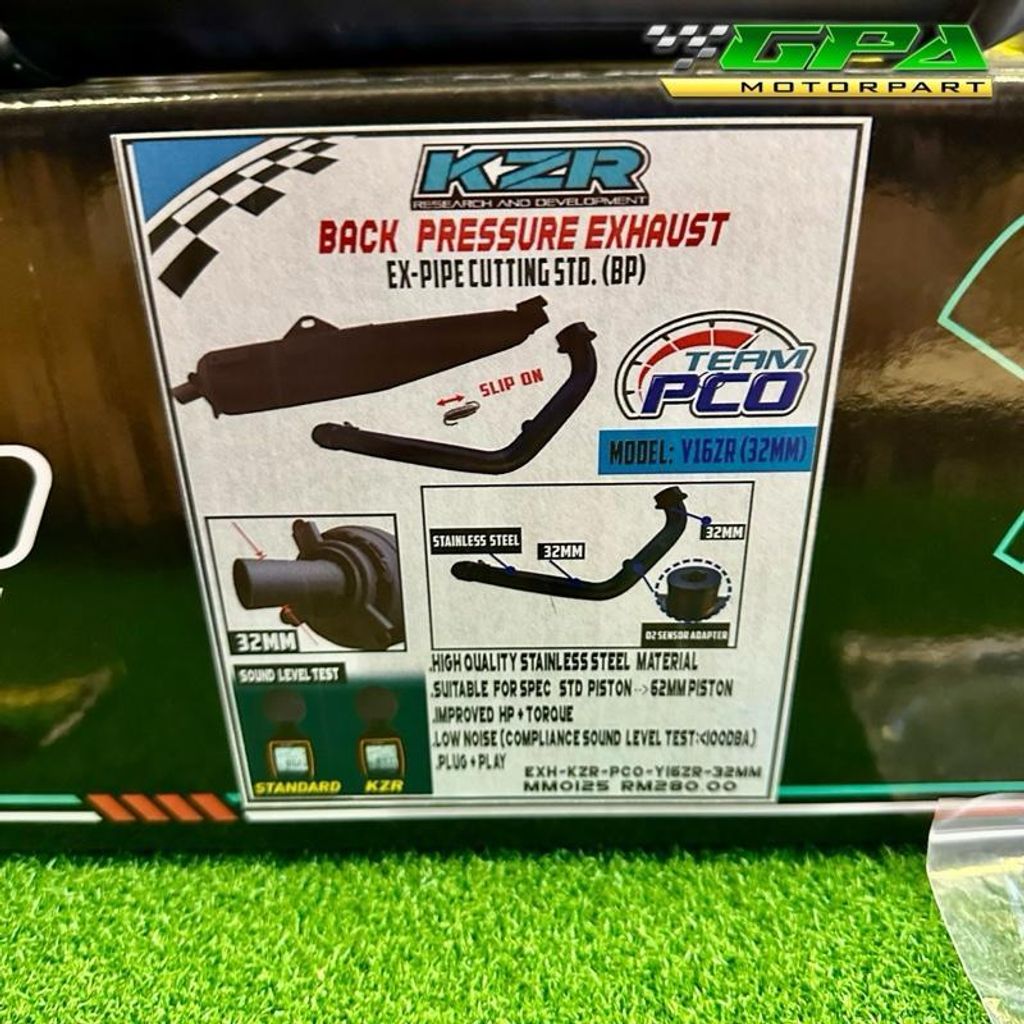 GPA
MOTORPART
KZR
RESEARCH AND DEVELOPMENT
BACK PRESSURE EXHAUST
EX-PIPE CUTTING STD. (BP)
SLIP ON
TEAM
PCO
MODEL: Y16ZR (32MM)
STAINLESS STEEL
32MM
32MM
O2 SENSOR ADAPTER
32MM
SOUND LEVEL TEST
STANDARD KZR
.HIGH QUALITY STAINLESS STEEL MATERIAL
.SUITABLE FOR SPEC STD PISTON --> 62MM PISTON
.IMPROVED HP + TORQUE
.LOW NOISE (COMPLIANCE SOUND LEVEL TEST:<100DBA)
.PLUG + PLAY
EXH-KZR-PCO-Y16ZR-32MM
MM0125 RM280.00